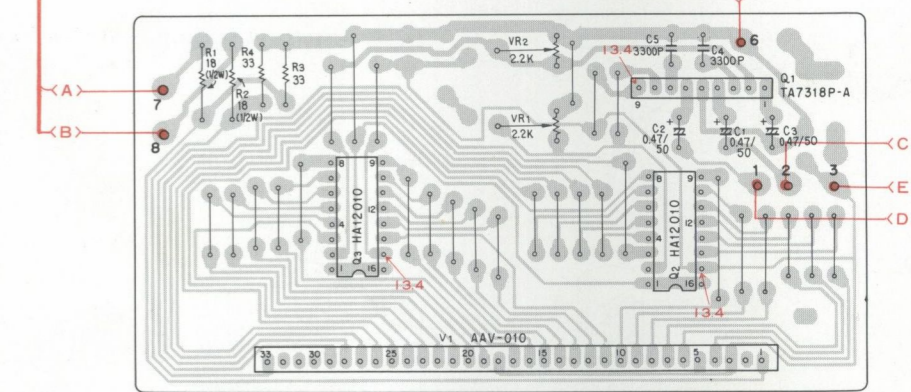 6
R1
18
(1/2W)
R4
33
R3
33
R2
18
(1/2W)
VR2
2.2K
VR1
2.2K
C5
3300P
C4
3300P
13.4
Q1
TA7318P-A
9
1
C2
0.47/
50
C1
0.47/
50
C3
0.47/50
A
B
7
8
C
E
D
1
2
3
8
9
4
12
1
16
Q3 HA12010
13.4
8
9
4
12
1
16
Q2 HA12010
13.4
V1 AAV-010
33
30
25
20
15
10
5
1